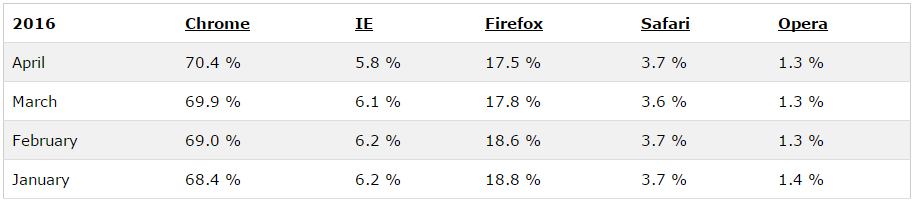 2016 Chrome IE Firefox Safari Opera
April 70.4 % 5.8 % 17.5 % 3.7 % 1.3 %
March 69.9 % 6.1 % 17.8 % 3.6 % 1.3 %
February 69.0 % 6.2 % 18.6 % 3.7 % 1.3 %
January 68.4 % 6.2 % 18.8 % 3.7 % 1.4 %